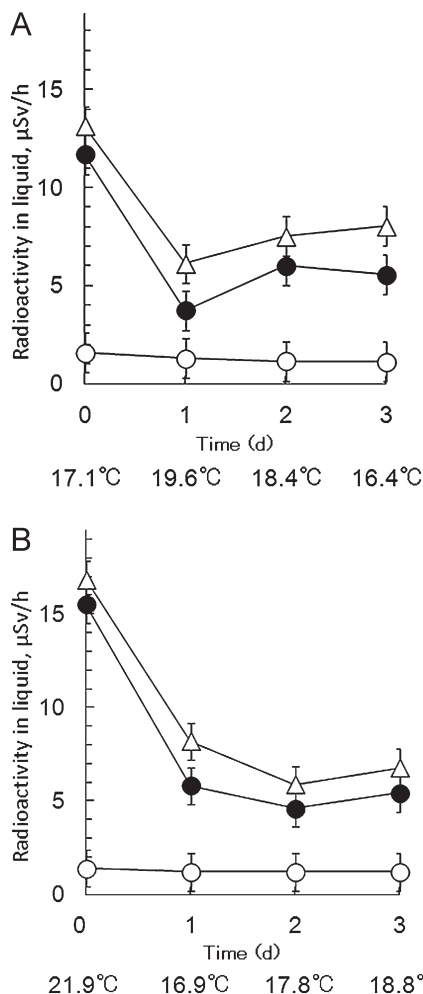 A
Radioactivity in liquid, μSv/h
15
10
5
0
0 1 2 3
Time (d)
17.1℃ 19.6℃ 18.4℃ 16.4℃
B
Radioactivity in liquid, μSv/h
15
10
5
0
0 1 2 3
Time (d)
21.9℃ 16.9℃ 17.8℃ 18.8°